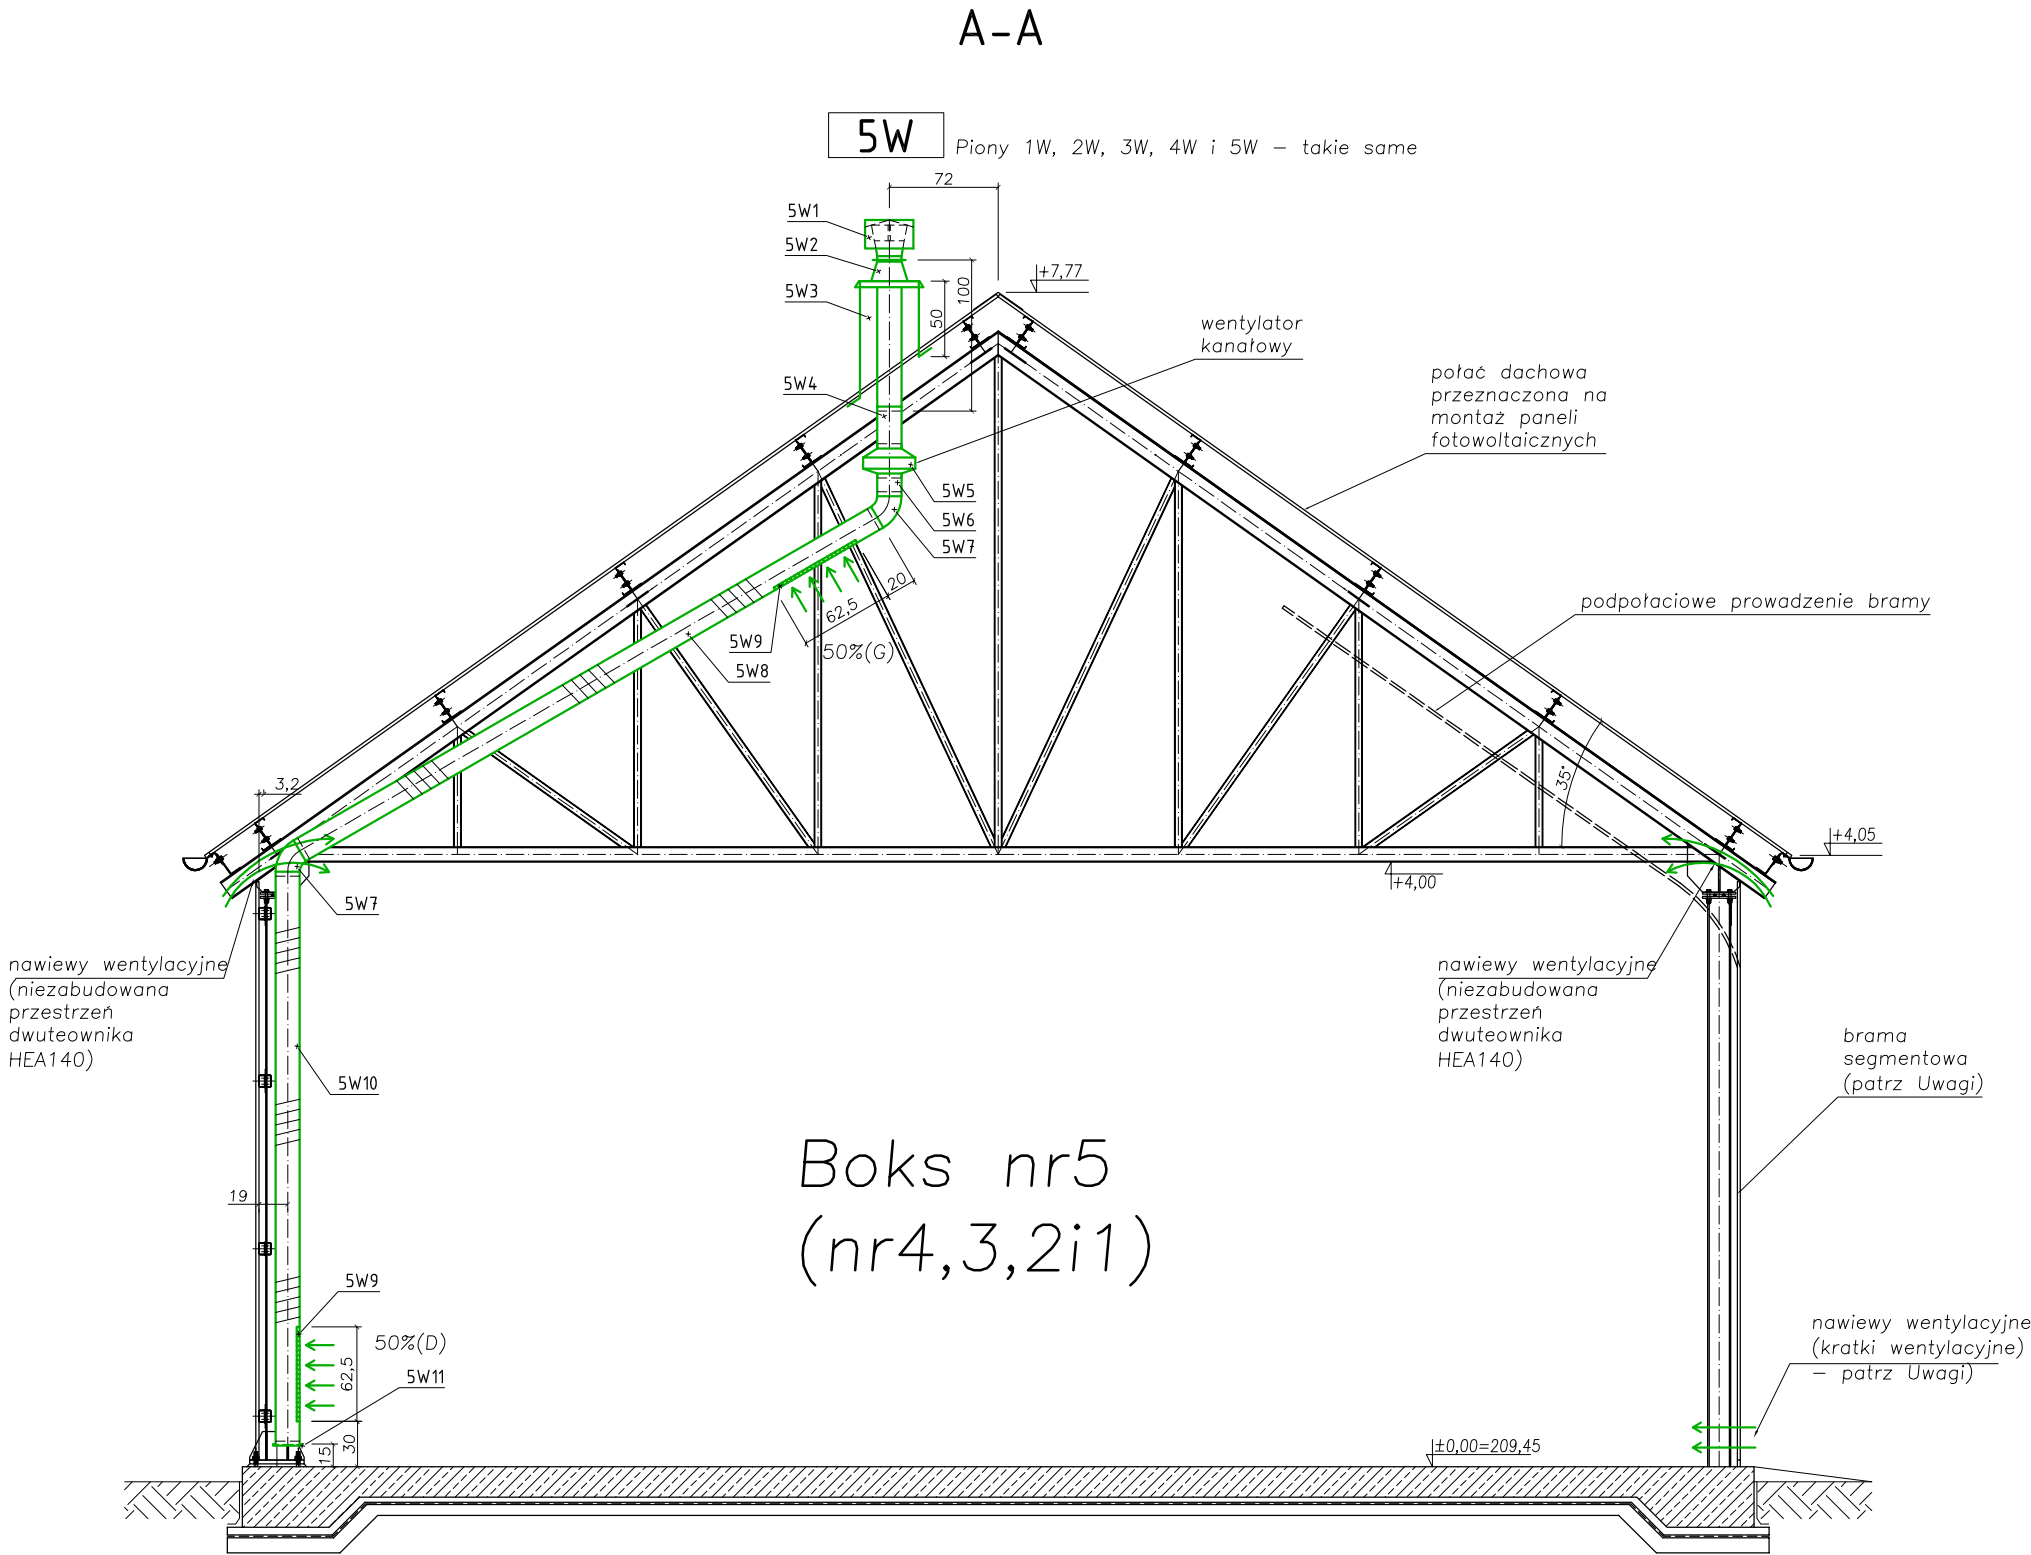 A-A
5W
Piony 1W, 2W, 3W, 4W i 5W – takie same
72
5W1
5W2
5W3
100
50
+7,77
wentylator
kanałowy
5W4
połać dachowa
przeznaczona na
montaż paneli
fotowoltaicznych
5W5
5W6
5W7
20
62,5
50%(G)
5W9
5W8
podpołaciowe prowadzenie bramy
35°
3,2
+4,05
+4,00
5W7
nawiewy wentylacyjne
(niezabudowana
przestrzeń
dwuteownika
HEA140)
nawiewy wentylacyjne
(niezabudowana
przestrzeń
dwuteownika
HEA140)
brama
segmentowa
(patrz Uwagi)
5W10
Boks nr5
(nr4,3,2i1)
19
5W9
50%(D)
62,5
5W11
nawiewy wentylacyjne
(kratki wentylacyjne)
– patrz Uwagi)
30
15
±0,00=209,45